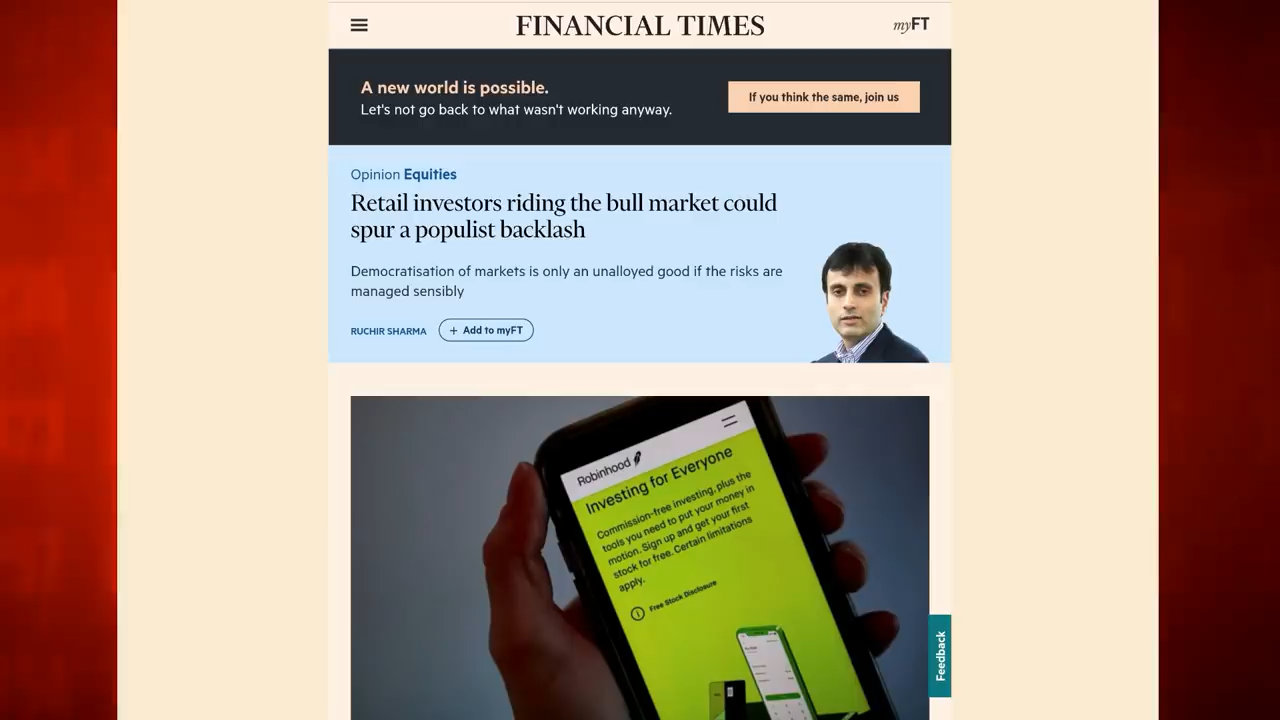 FINANCIAL TIMES
myFT
A new world is possible.
Let's not go back to what wasn't working anyway.
If you think the same, join us
Opinion Equities
Retail investors riding the bull market could
spur a populist backlash
Democratisation of markets is only an unalloyed good if the risks are
managed sensibly
RUCHIR SHARMA
+ Add to myFT
Robinhood
Investing for Everyone
Commission-free investing, plus the
tools you need to put your money in
motion. Sign up and get your first
stock for free. Certain limitations
apply.
Free Stock Disclosure
Feedback